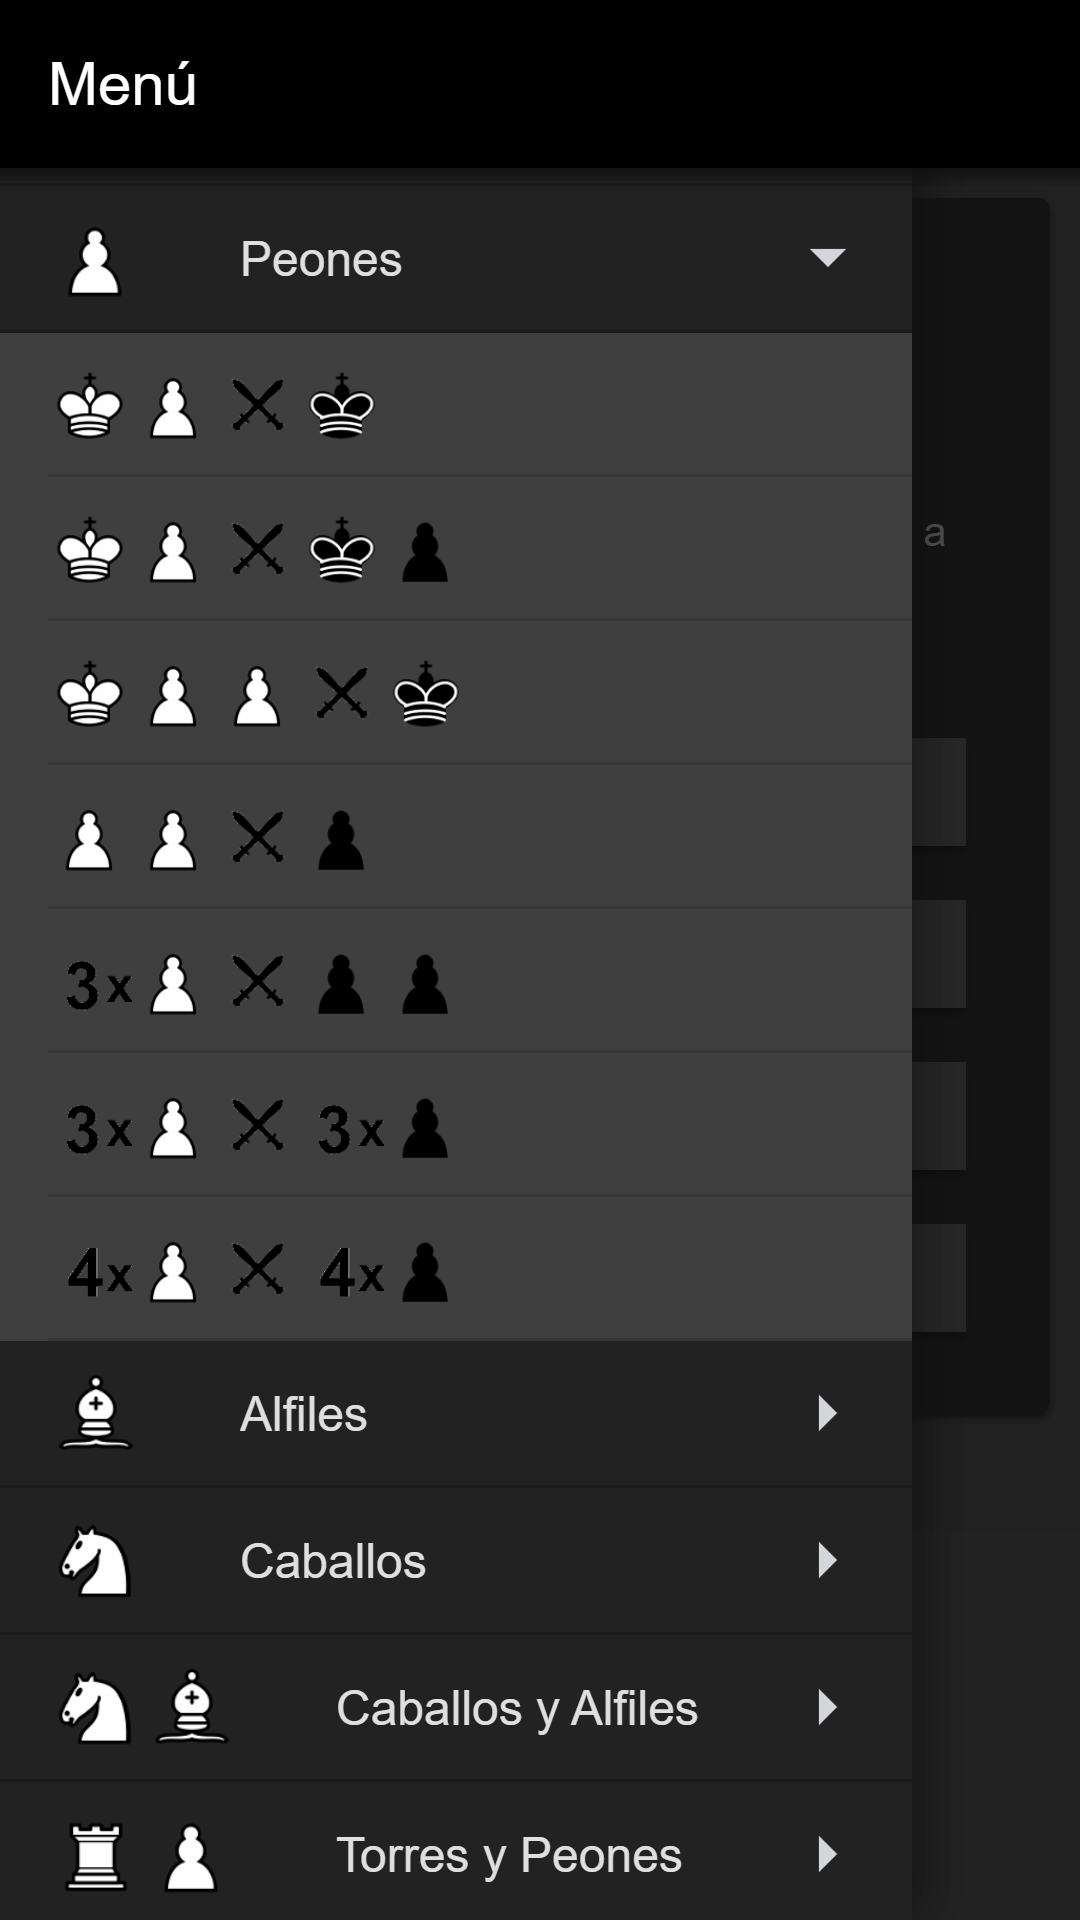 Menú
Peones
a
3x
3x 3x
4x 4x
Alfiles
Caballos
Caballos y Alfiles
Torres y Peones